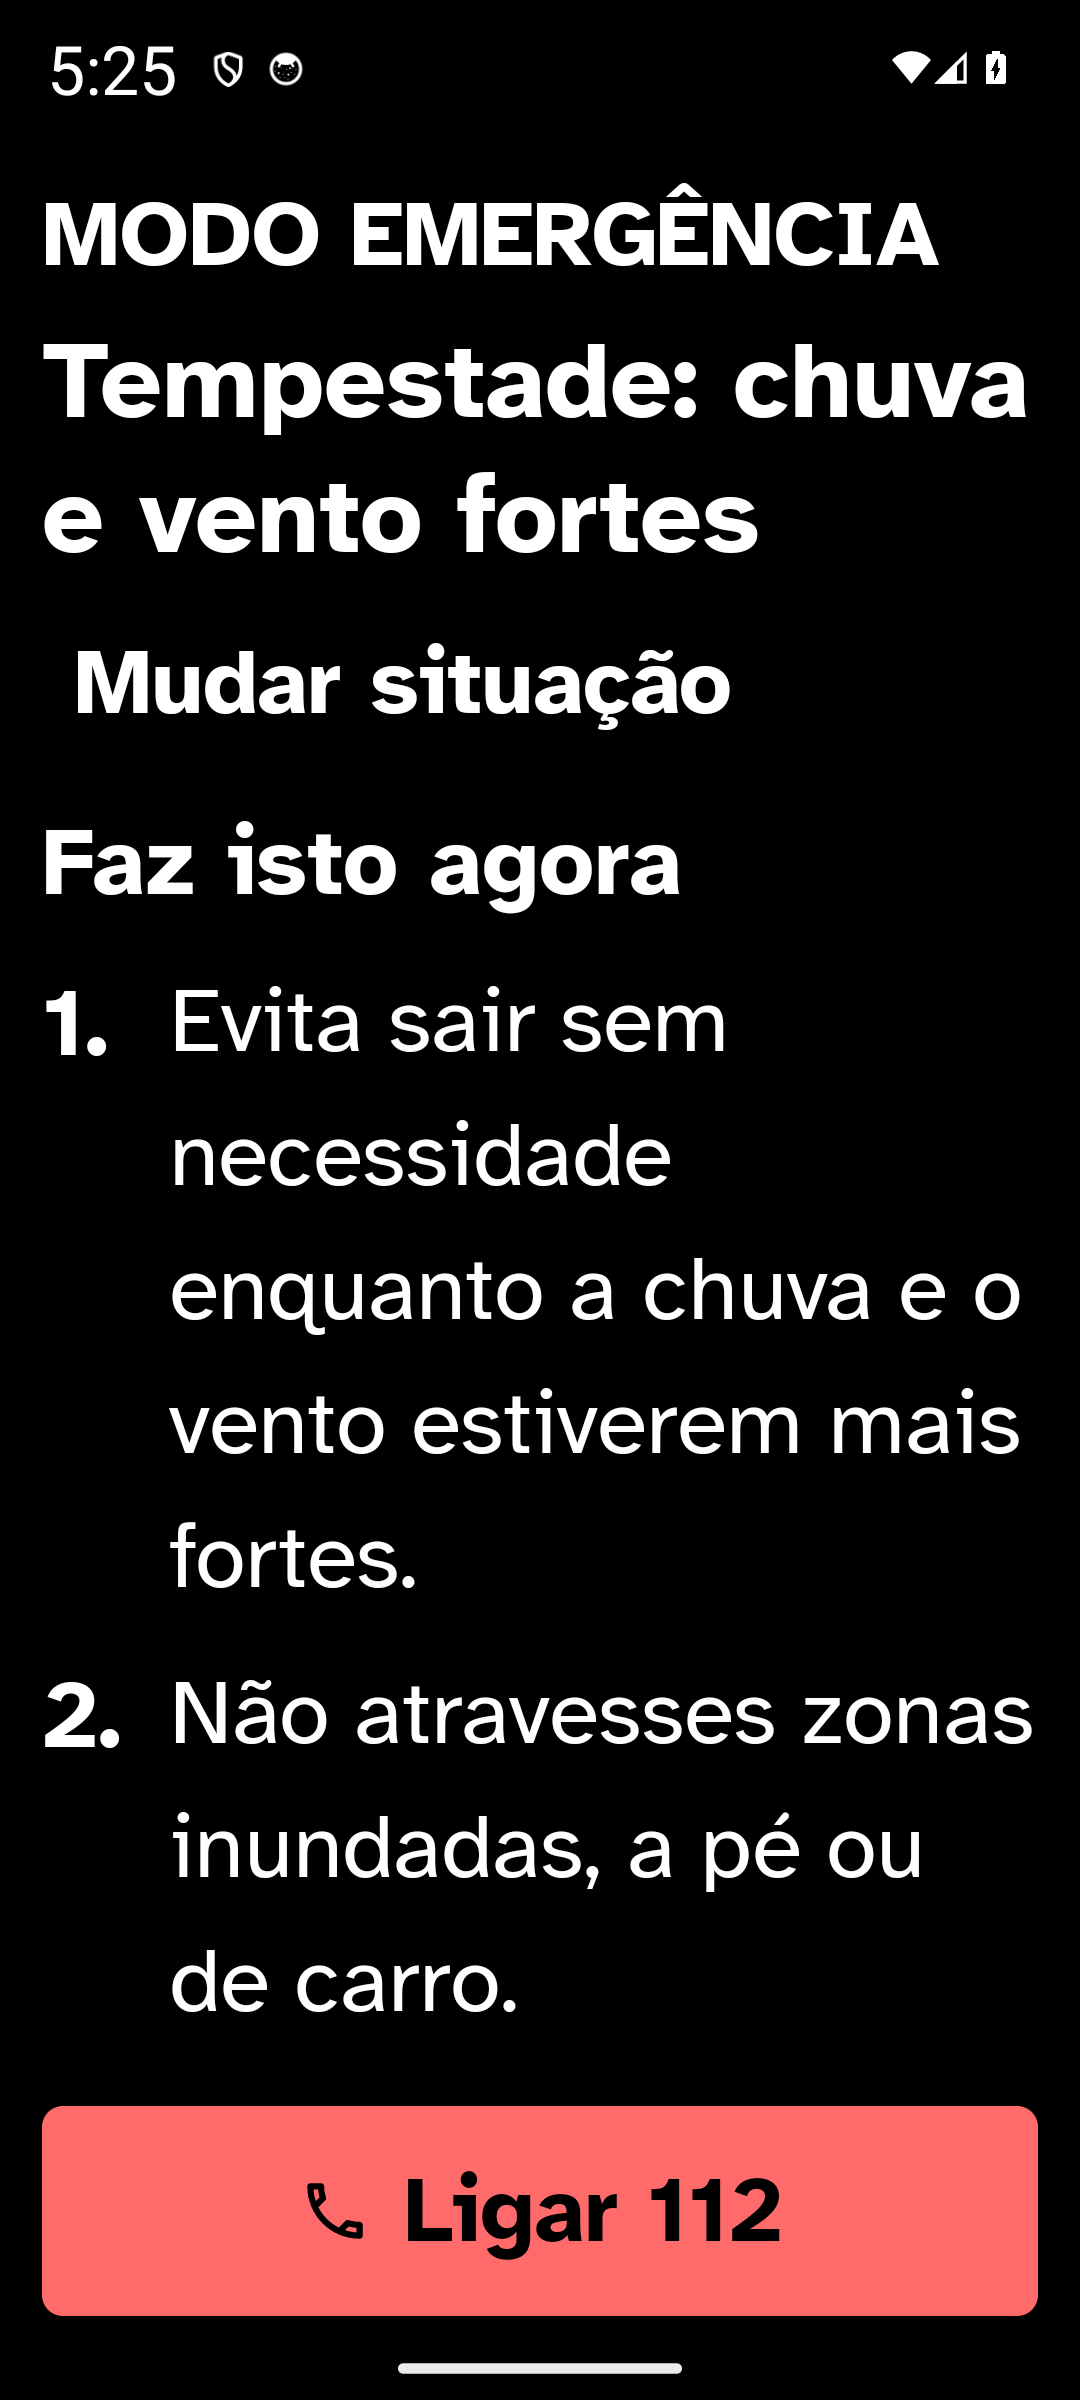 5:25
MODO EMERGÊNCIA
Tempestade: chuva
e vento fortes
Mudar situação
Faz isto agora
1. Evita sair sem
necessidade
enquanto a chuva e o
vento estiverem mais
fortes.
2. Não atravesses zonas
inundadas, a pé ou
de carro.
Ligar 112